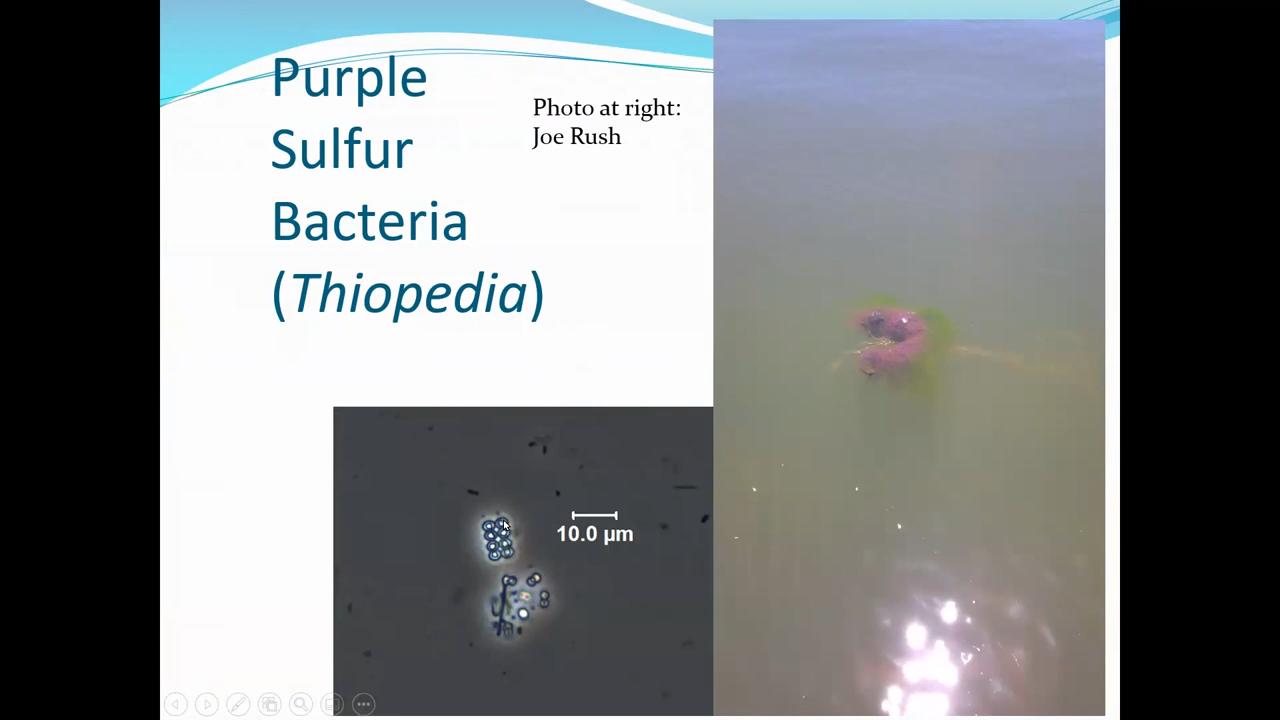 Purple
Sulfur
Bacteria
(Thiopedia)
Photo at right:
Joe Rush
10.0 µm